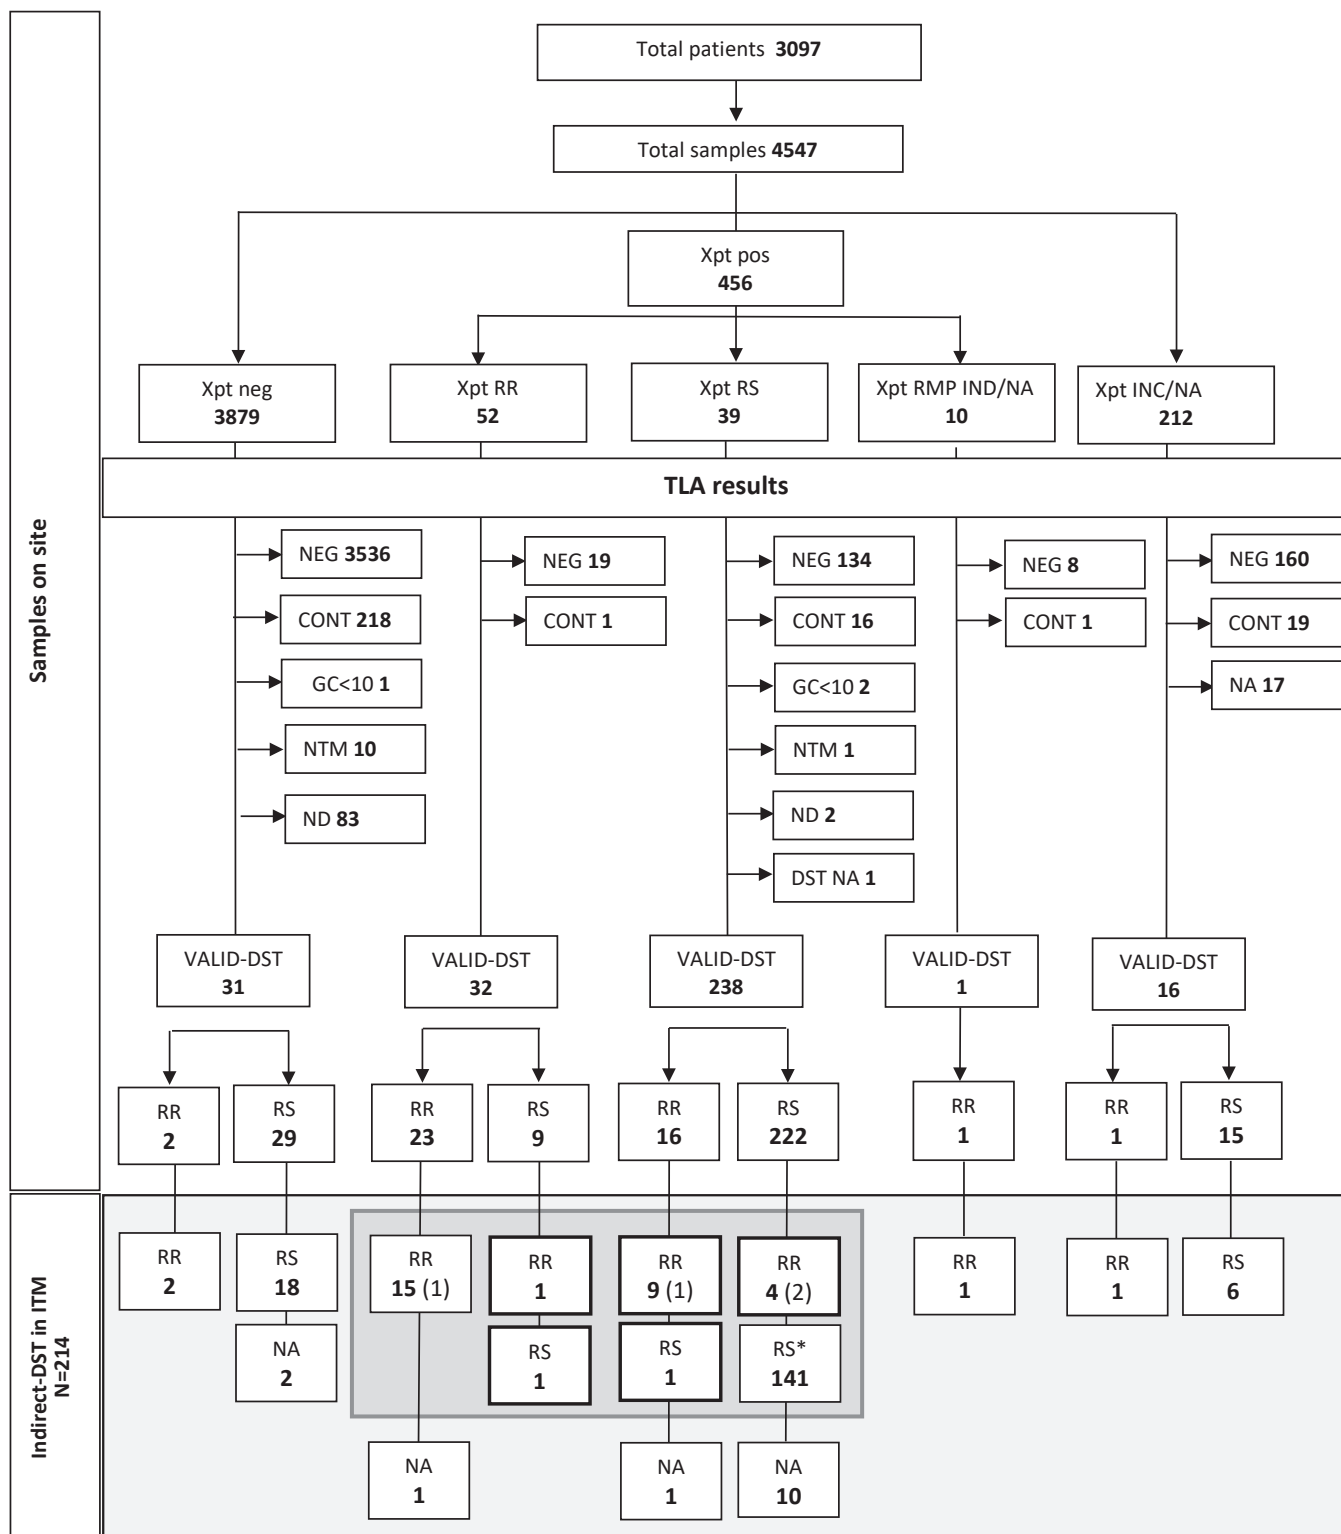 Total patients 3097
Total samples 4547
Xpt pos
456
Xpt neg
3879
Xpt RR
52
Xpt RS
39
Xpt RMP IND/NA
10
Xpt INC/NA
212
Samples on site
TLA results
NEG 3536
CONT 218
GC<10 1
NTM 10
ND 83
NEG 19
CONT 1
NEG 134
CONT 16
GC<10 2
NTM 1
ND 2
DST NA 1
NEG 8
CONT 1
NEG 160
CONT 19
NA 17
VALID-DST
31
VALID-DST
32
VALID-DST
238
VALID-DST
1
VALID-DST
16
RR
2
RS
29
RR
23
RS
9
RR
16
RS
222
RR
1
RR
1
RS
15
Indirect-DST in ITM
N=214
RR
2
RS
18
NA
2
RR
15 (1)
NA
1
RR
1
RS
1
RR
9 (1)
RS
1
NA
1
RR
4 (2)
RS*
141
NA
10
RR
1
RR
1
RS
6